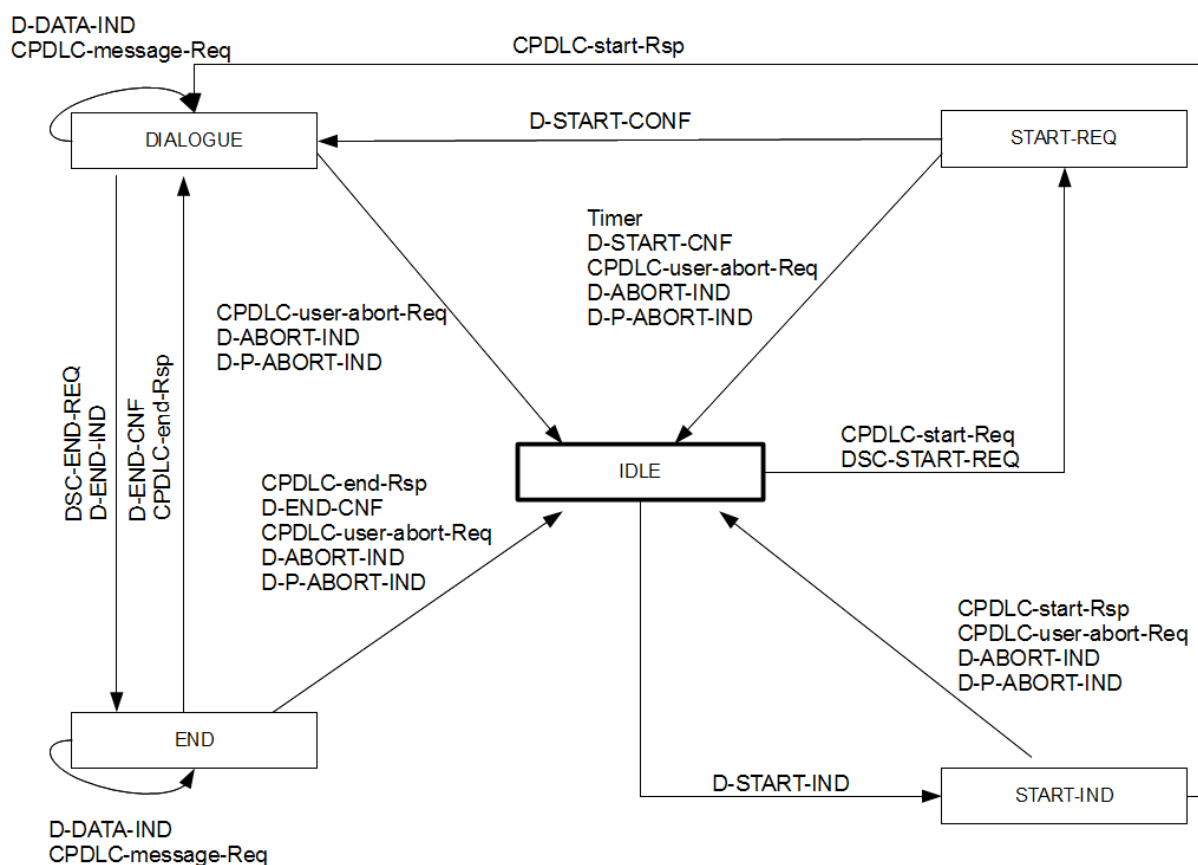 D-DATA-IND
CPDLC-message-Req
CPDLC-start-Rsp
D-START-CONF
DIALOGUE
START-REQ
Timer
D-START-CNF
CPDLC-user-abort-Req
D-ABORT-IND
D-P-ABORT-IND
CPDLC-user-abort-Req
D-ABORT-IND
D-P-ABORT-IND
DSC-END-REQ
D-END-IND
D-END-CNF
CPDLC-end-Rsp
CPDLC-start-Req
DSC-START-REQ
IDLE
CPDLC-end-Rsp
D-END-CNF
CPDLC-user-abort-Req
D-ABORT-IND
D-P-ABORT-IND
CPDLC-start-Rsp
CPDLC-user-abort-Req
D-ABORT-IND
D-P-ABORT-IND
END
D-START-IND
START-IND
D-DATA-IND
CPDLC-message-Req